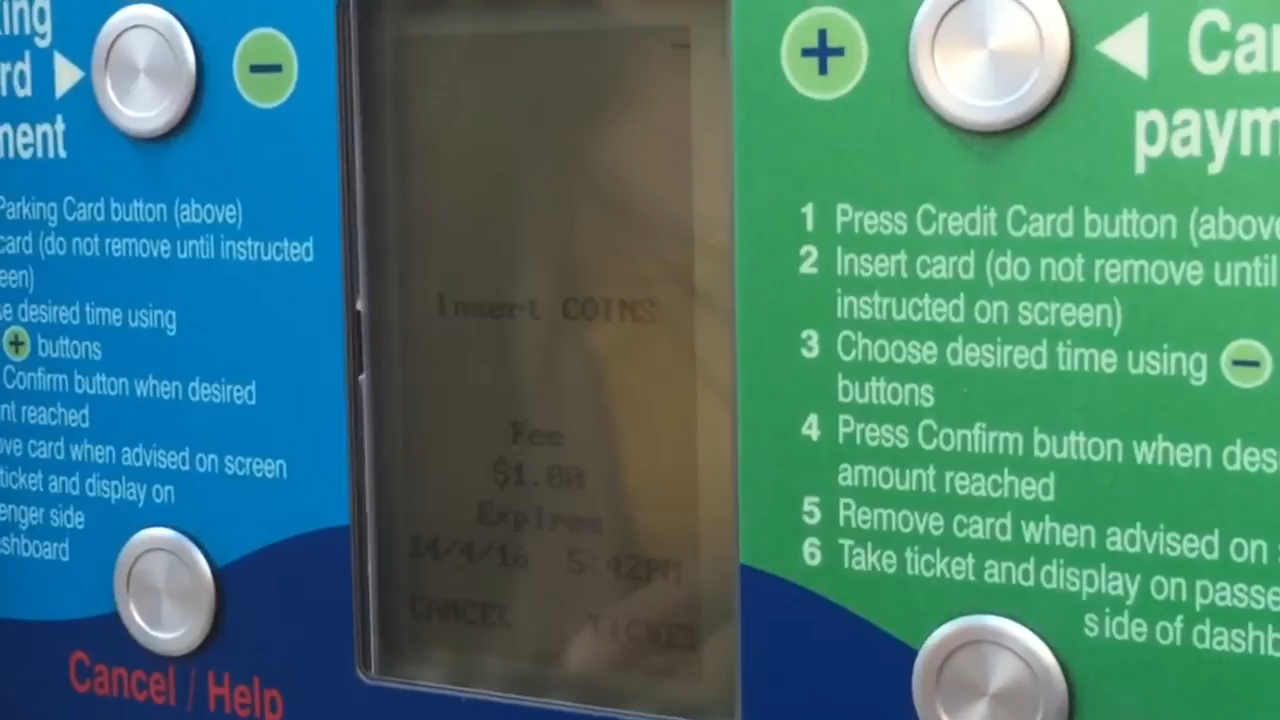 ing
rd
ment
−
Parking Card button (above)
card (do not remove until instructed
een)
se desired time using
+ buttons
Confirm button when desired
nt reached
ove card when advised on screen
ticket and display on
enger side
shboard
Cancel / Help
Insert COINS
Fee
$1.00
Expires
14/4/16 5:42PM
CANCEL TICKET
+
Car
paym
1 Press Credit Card button (above
2 Insert card (do not remove until
instructed on screen)
3 Choose desired time using −
buttons
4 Press Confirm button when des
amount reached
5 Remove card when advised on
6 Take ticket and display on passe
side of dashb